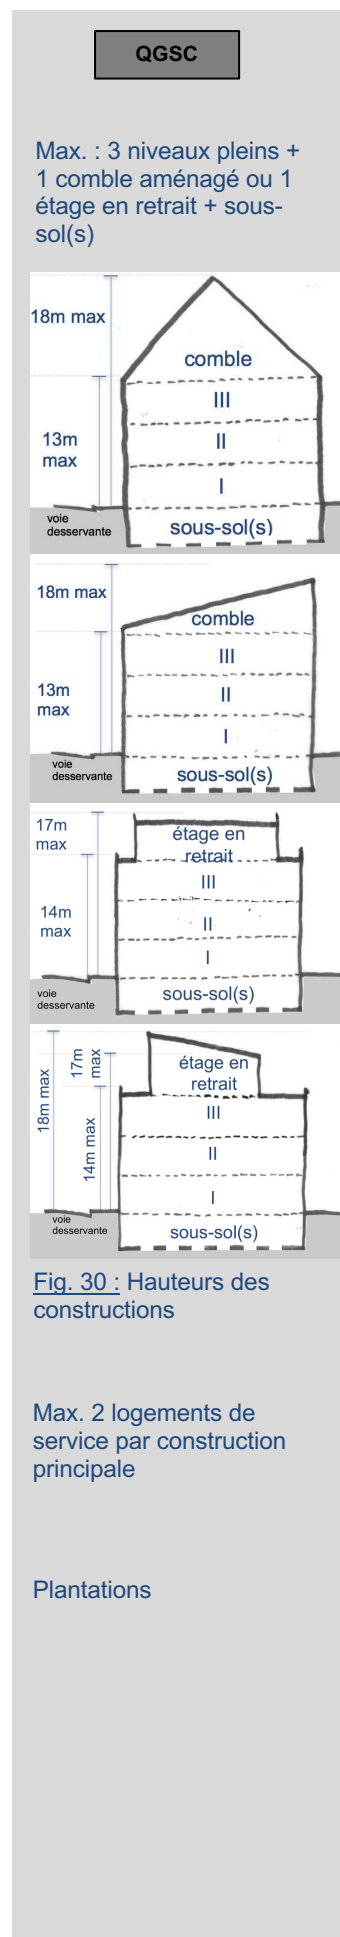 QGSC
Max. : 3 niveaux pleins +
1 comble aménagé ou 1
étage en retrait + sous-
sol(s)
18m max
comble
III
13m
max
II
I
voie
desservante
sous-sol(s)
18m max
comble
III
13m
max
II
I
voie
desservante
sous-sol(s)
17m
max
étage en
retrait
III
14m
max
II
I
voie
desservante
sous-sol(s)
18m max
17m
max
14m max
étage en
retrait
III
II
I
voie
desservante
sous-sol(s)
Fig. 30 : Hauteurs des
constructions
Max. 2 logements de
service par construction
principale
Plantations